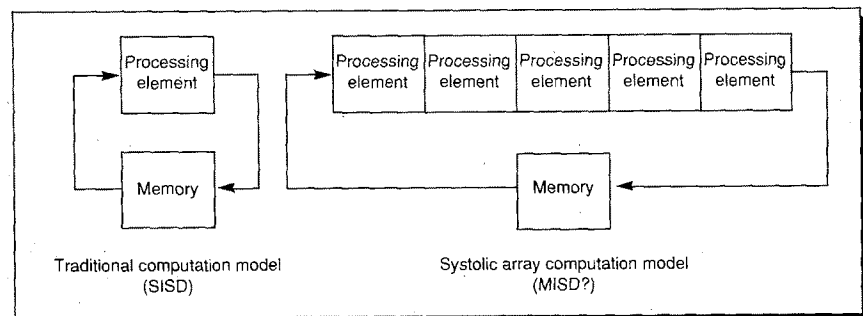 Processing
element
Memory
Traditional computation model
(SISD)
Processing
element
Processing
element
Processing
element
Processing
element
Processing
element
Memory
Systolic array computation model
(MISD?)